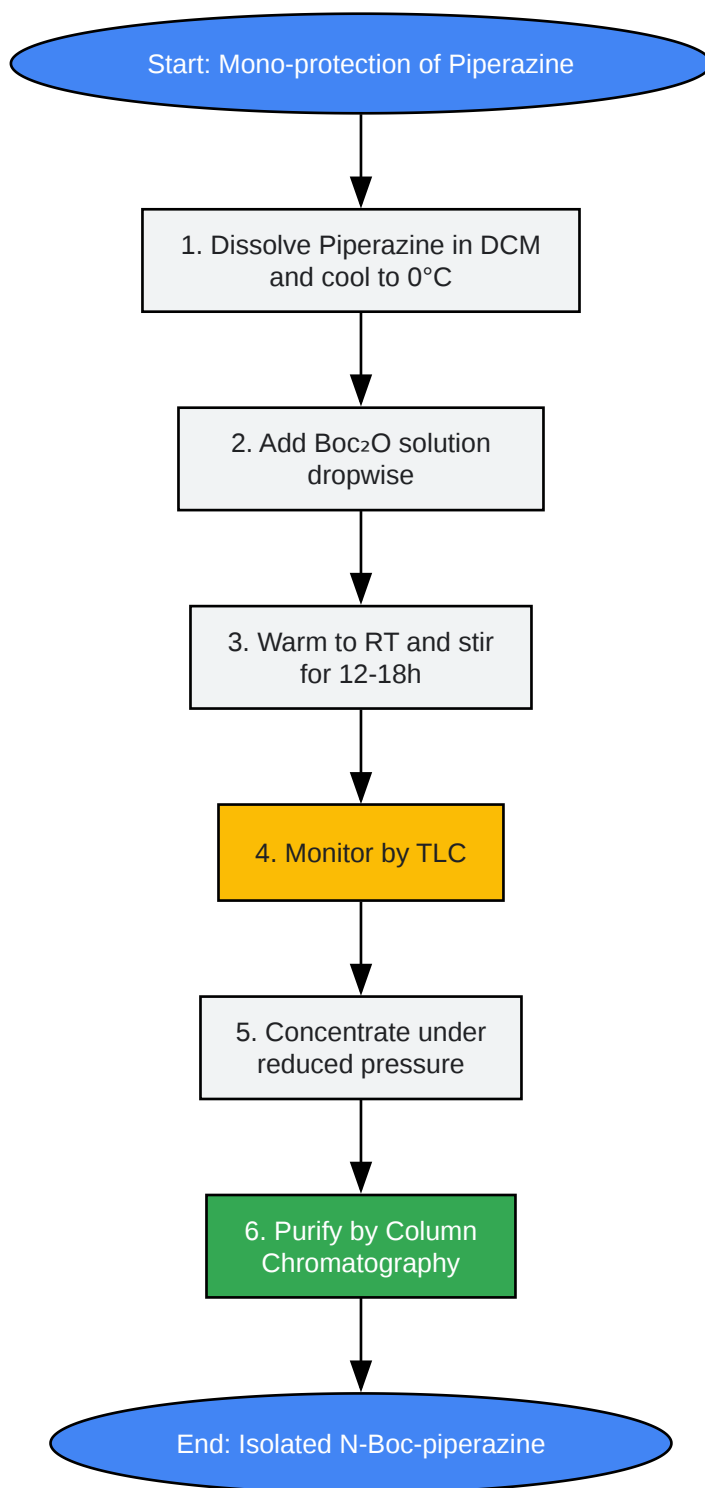 Start: Mono-protection of Piperazine
1. Dissolve Piperazine in DCM
and cool to 0°C
2. Add Boc₂O solution
dropwise
3. Warm to RT and stir
for 12-18h
4. Monitor by TLC
5. Concentrate under
reduced pressure
6. Purify by Column
Chromatography
End: Isolated N-Boc-piperazine